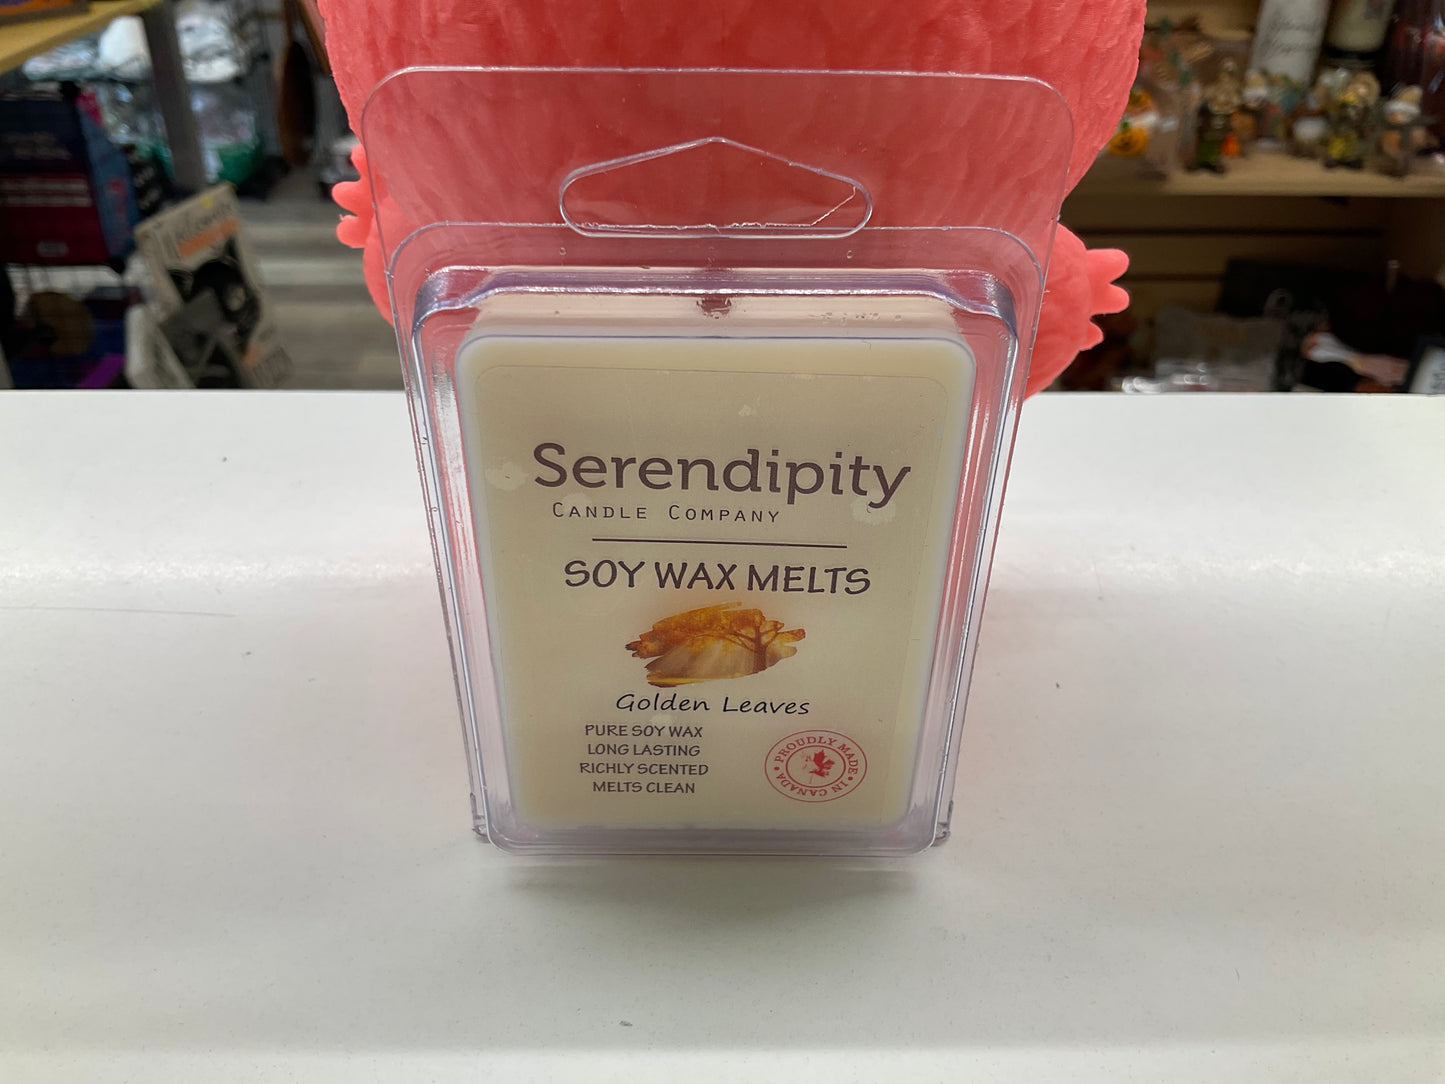 Serendipity
CANDLE COMPANY
SOY WAX MELTS
Golden Leaves
PURE SOY WAX
LONG LASTING
RICHLY SCENTED
MELTS CLEAN
• PROUDLY MADE • IN CANADA